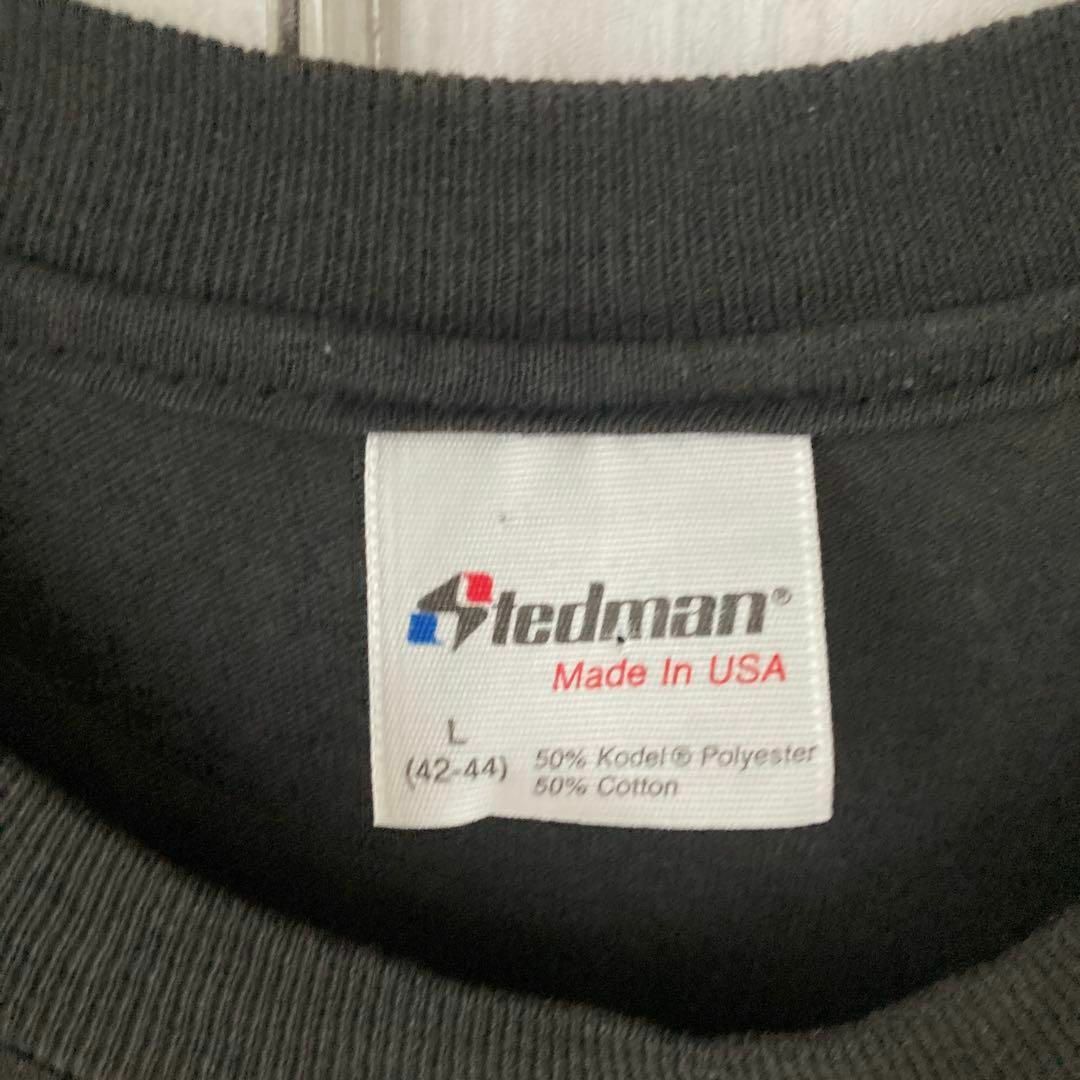 Stedman®
Made In USA
L
(42-44)
50% Kodel® Polyester
50% Cotton